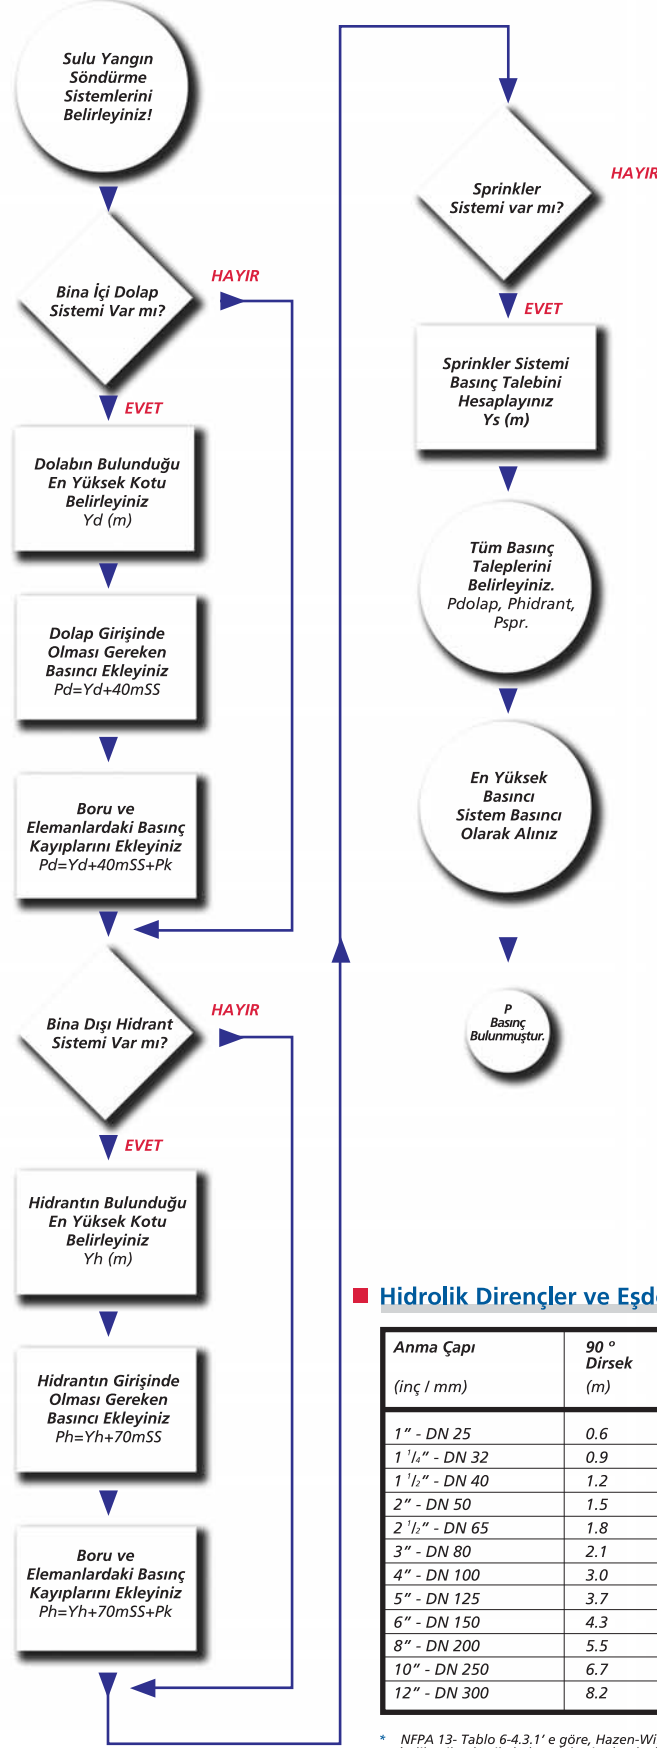 Sulu Yangın
Söndürme
Sistemlerini
Belirleyiniz!
Bina İçi Dolap
Sistemi Var mı?
HAYIR
EVET
Dolabın Bulunduğu
En Yüksek Kotu
Belirleyiniz
Yd (m)
Dolap Girişinde
Olması Gereken
Basıncı Ekleyiniz
Pd=Yd+40mSS
Boru ve
Elemanlardaki Basınç
Kayıplarını Ekleyiniz
Pd=Yd+40mSS+Pk
Bina Dışı Hidrant
Sistemi Var mı?
HAYIR
EVET
Hidrantın Bulunduğu
En Yüksek Kotu
Belirleyiniz
Yh (m)
Hidrantın Girişinde
Olması Gereken
Basıncı Ekleyiniz
Ph=Yh+70mSS
Boru ve
Elemanlardaki Basınç
Kayıplarını Ekleyiniz
Ph=Yh+70mSS+Pk
Sprinkler
Sistemi var mı?
HAYIR
EVET
Sprinkler Sistemi
Basınç Talebini
Hesaplayınız
Ys (m)
Tüm Basınç
Taleplerini
Belirleyiniz.
Pdolap, Phidrant,
Pspr.
En Yüksek
Basıncı
Sistem Basıncı
Olarak Alınız
P
Basınç
Bulunmuştur.
Hidrolik Dirençler ve Eşd
Anma Çapı 90 º
Dirsek
(inç / mm) (m)
1” - DN 25 0.6
1 1/4” - DN 32 0.9
1 1/2” - DN 40 1.2
2” - DN 50 1.5
2 1/2” - DN 65 1.8
3” - DN 80 2.1
4” - DN 100 3.0
5” - DN 125 3.7
6” - DN 150 4.3
8” - DN 200 5.5
10” - DN 250 6.7
12” - DN 300 8.2
* NFPA 13- Tablo 6-4.3.1’ e göre, Hazen-Wi